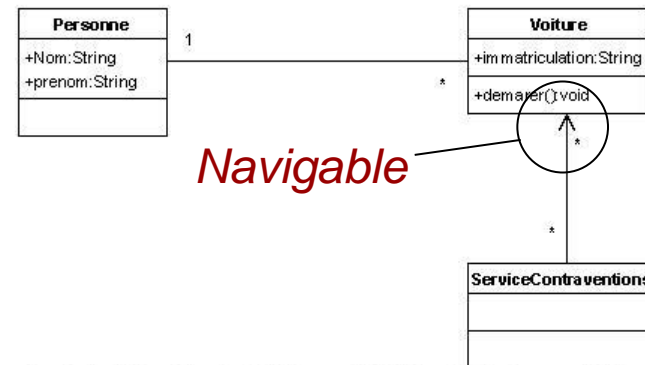 Personne
+Nom:String
+prenom:String
1
*
Voiture
+immatriculation:String
+demarer():void
*
Navigable
*
ServiceContraventions